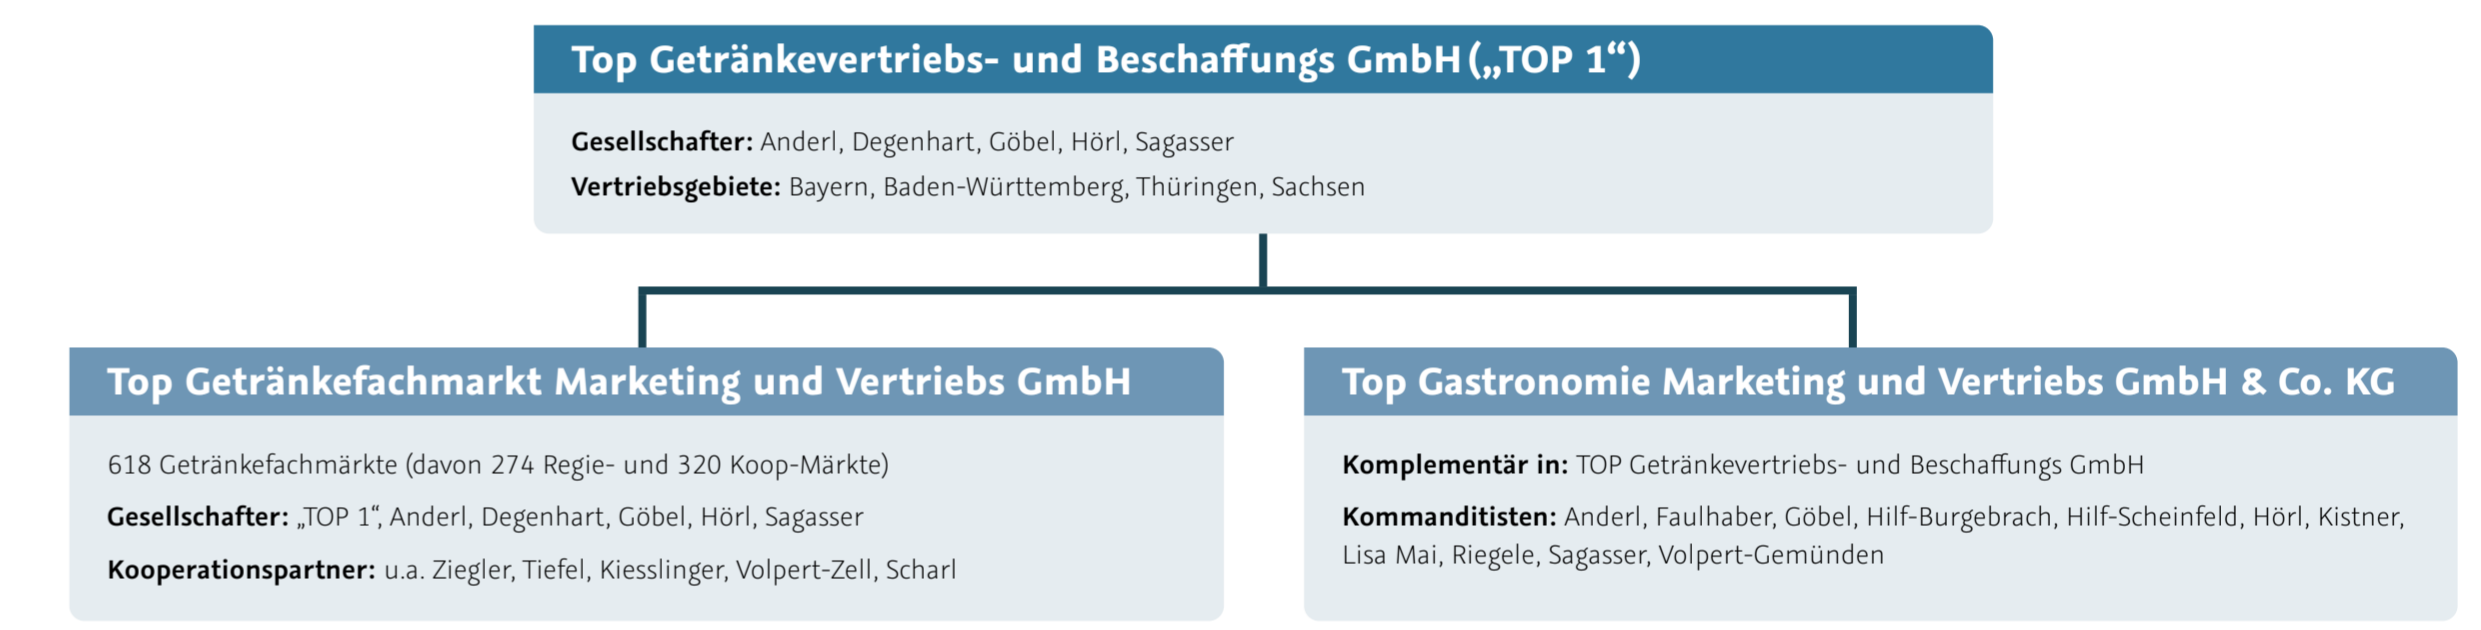 Top Getränkevertriebs- und Beschaffungs GmbH („TOP 1“)
Gesellschafter: Anderl, Degenhart, Göbel, Hörl, Sagasser
Vertriebsgebiete: Bayern, Baden-Württemberg, Thüringen, Sachsen
Top Getränkefachmarkt Marketing und Vertriebs GmbH
618 Getränkefachmärkte (davon 274 Regie- und 320 Koop-Märkte)
Gesellschafter: „TOP 1“, Anderl, Degenhart, Göbel, Hörl, Sagasser
Kooperationspartner: u.a. Ziegler, Tiefel, Kiesslinger, Volpert-Zell, Scharl
Top Gastronomie Marketing und Vertriebs GmbH & Co. KG
Komplementär in: TOP Getränkevertriebs- und Beschaffungs GmbH
Kommanditisten: Anderl, Faulhaber, Göbel, Hilf-Burgebrach, Hilf-Scheinfeld, Hörl, Kistner,
Lisa Mai, Riegele, Sagasser, Volpert-Gemünden